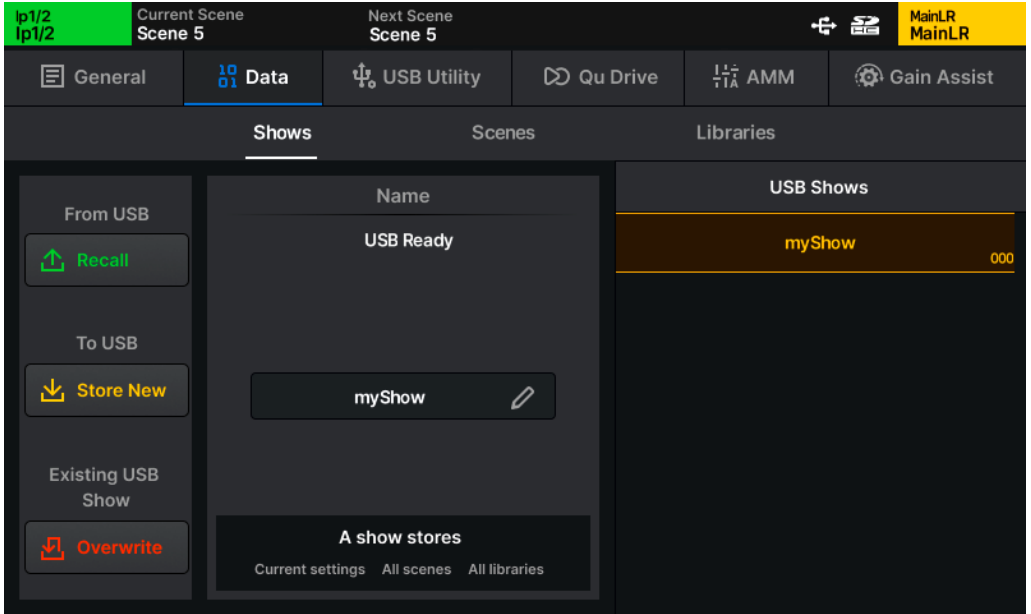 Ip1/2
Ip1/2
Current Scene
Scene 5
Next Scene
Scene 5
MainLR
MainLR
General
Data
USB Utility
Qu Drive
AMM
Gain Assist
Shows
Scenes
Libraries
From USB
Recall
To USB
Store New
Existing USB
Show
Overwrite
Name
USB Ready
myShow
A show stores
Current settings All scenes All libraries
USB Shows
myShow
000